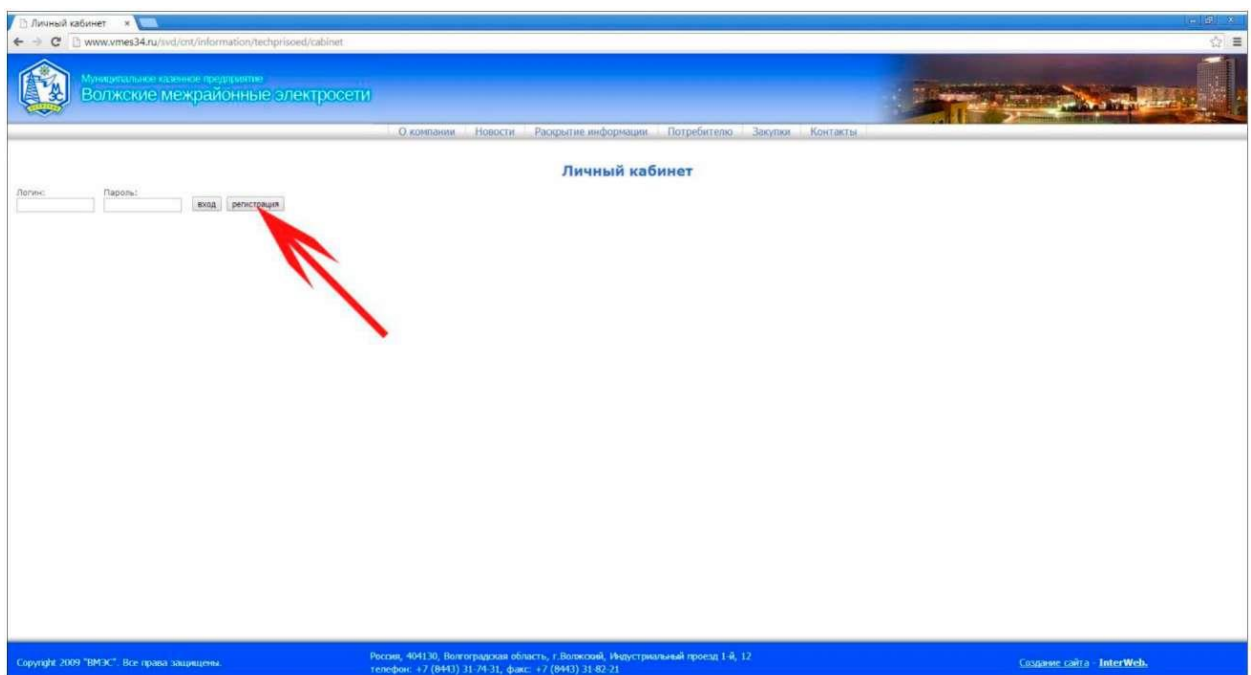 Личный кабинет
www.vmes34.ru/svd/cnt/information/techprisoed/cabinet
Муниципальное казенное предприятие
Волжские межрайонные электросети
О компании Новости Раскрытие информации Потребителю Закупки Контакты
Личный кабинет
Логин: Пароль:
вход регистрация
Copyright 2009 "ВМЭС". Все права защищены.
Россия, 404130, Волгоградская область, г.Волжский, Индустриальный проезд 1-й, 12
телефон: +7 (8443) 31-74-31, факс: +7 (8443) 31-82-21
Создание сайта - InterWeb.